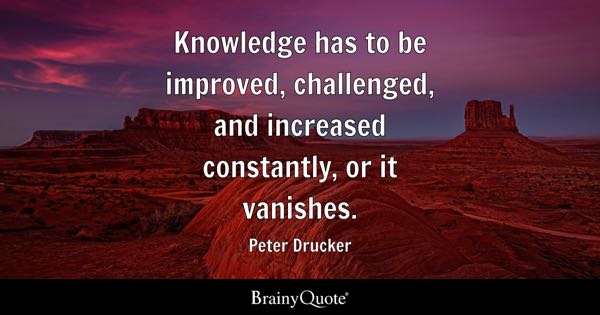 Knowledge has to be
improved, challenged,
and increased
constantly, or it
vanishes.
Peter Drucker
BrainyQuote®